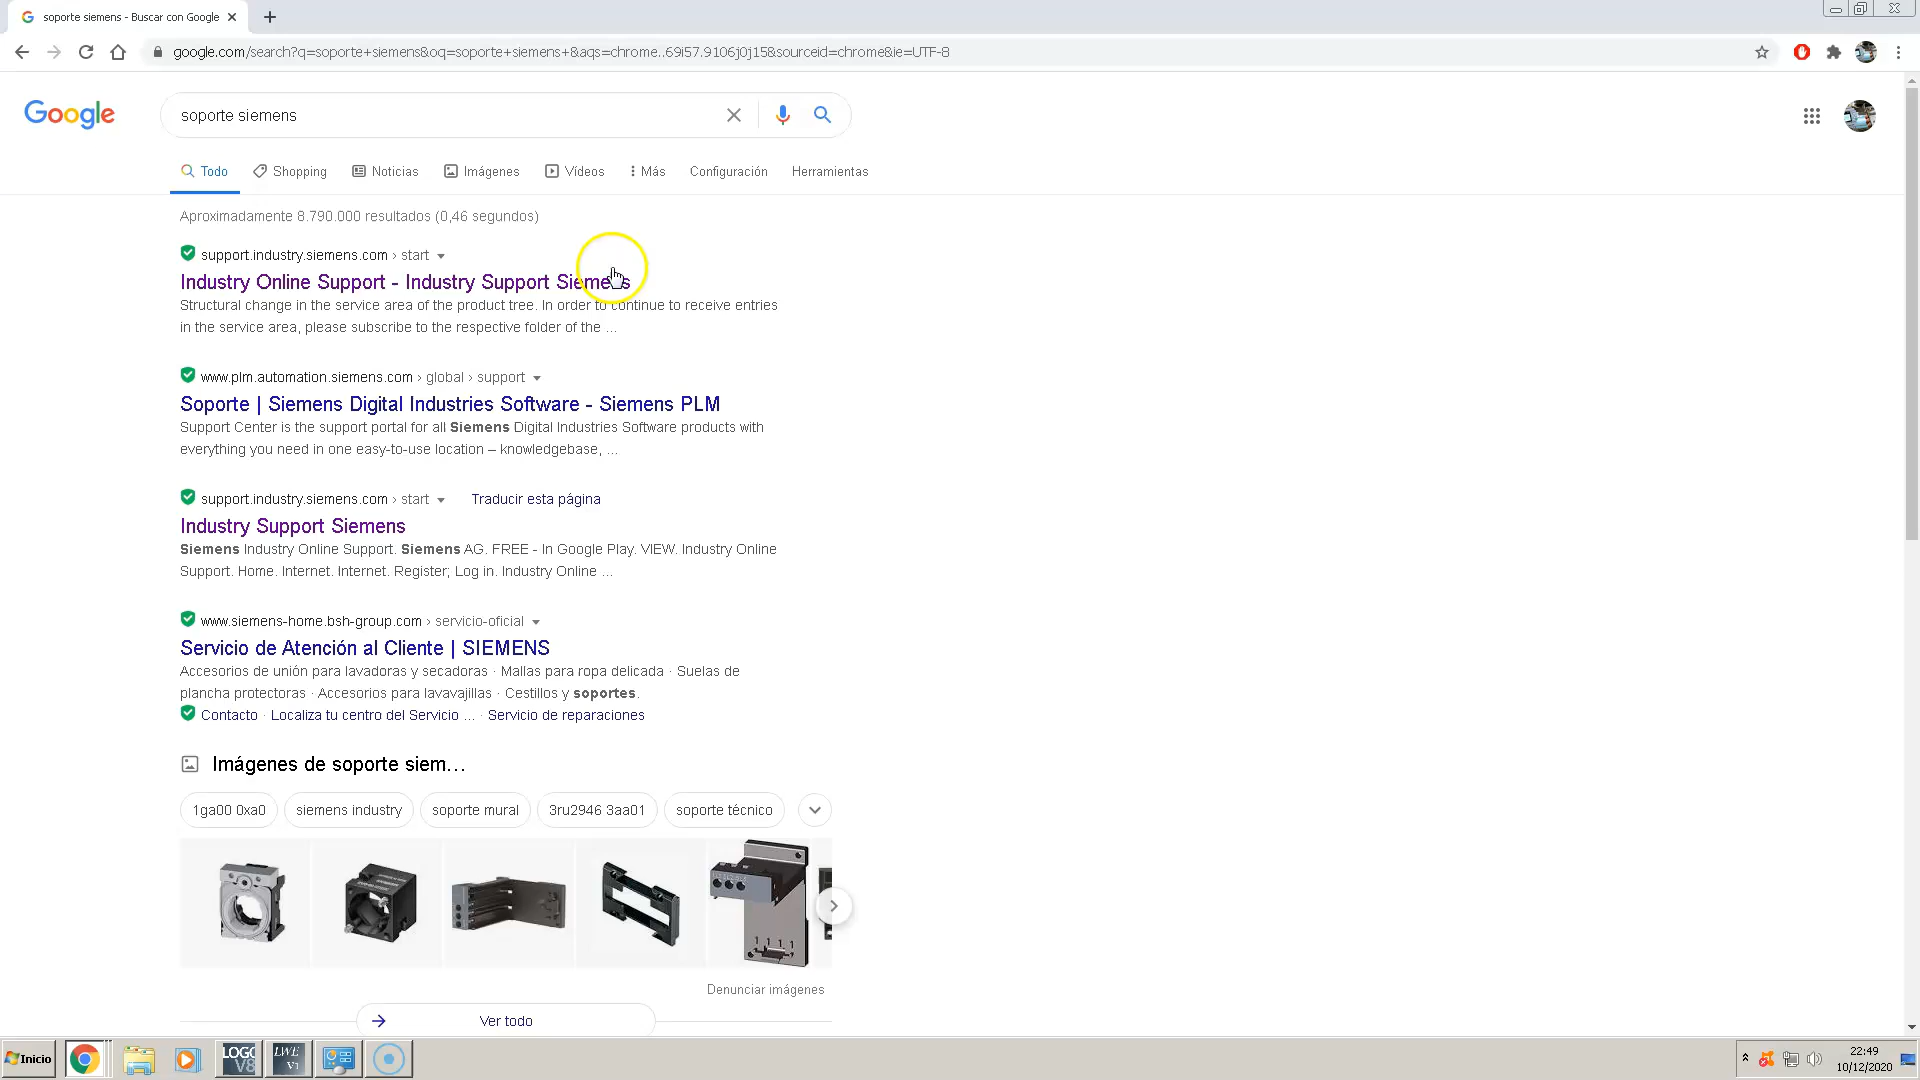 soporte siemens - Buscar con Google
google.com/search?q=soporte+siemens&oq=soporte+siemens+&aqs=chrome..69i57.9106j0j15&sourceid=chrome&ie=UTF-8
Google
soporte siemens
Todo Shopping Noticias Imágenes Vídeos Más Configuración Herramientas
Aproximadamente 8.790.000 resultados (0,46 segundos)
support.industry.siemens.com › start
Industry Online Support - Industry Support Siemens
Structural change in the service area of the product tree. In order to continue to receive entries
in the service area, please subscribe to the respective folder of the ...
www.plm.automation.siemens.com › global › support
Soporte | Siemens Digital Industries Software - Siemens PLM
Support Center is the support portal for all Siemens Digital Industries Software products with
everything you need in one easy-to-use location – knowledgebase, ...
support.industry.siemens.com › start Traducir esta página
Industry Support Siemens
Siemens Industry Online Support. Siemens AG. FREE - In Google Play. VIEW. Industry Online
Support. Home. Internet. Internet. Register; Log in. Industry Online ...
www.siemens-home.bsh-group.com › servicio-oficial
Servicio de Atención al Cliente | SIEMENS
Accesorios de unión para lavadoras y secadoras · Mallas para ropa delicada · Suelas de
plancha protectoras · Accesorios para lavavajillas · Cestillos y soportes.
Contacto · Localiza tu centro del Servicio ... · Servicio de reparaciones
Imágenes de soporte siem...
1ga00 0xa0 siemens industry soporte mural 3ru2946 3aa01 soporte técnico
Denunciar imágenes
Ver todo
Inicio
LOGO V8
LWE V1
22:49
10/12/2020